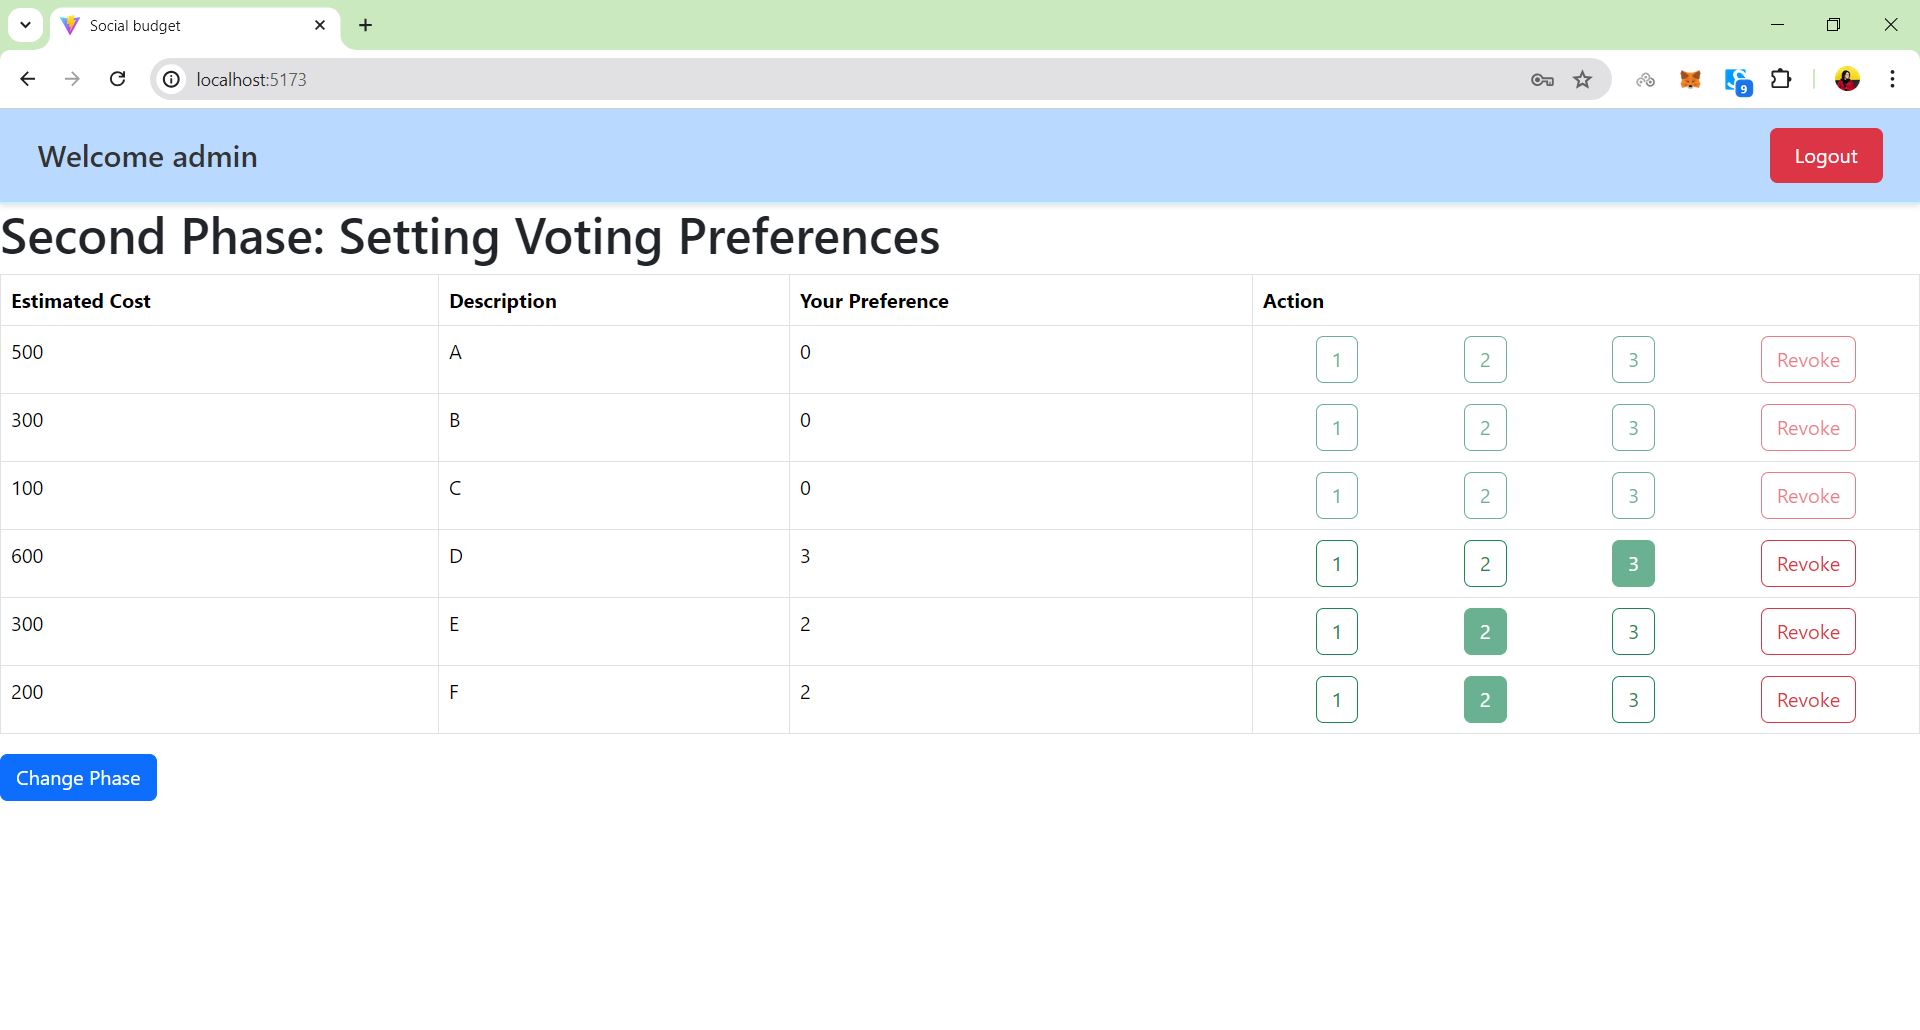 Social budget
localhost:5173
9
Welcome admin
Logout
Second Phase: Setting Voting Preferences
Estimated Cost Description Your Preference Action
500 A 0 1 2 3 Revoke
300 B 0 1 2 3 Revoke
100 C 0 1 2 3 Revoke
600 D 3 1 2 3 Revoke
300 E 2 1 2 3 Revoke
200 F 2 1 2 3 Revoke
Change Phase